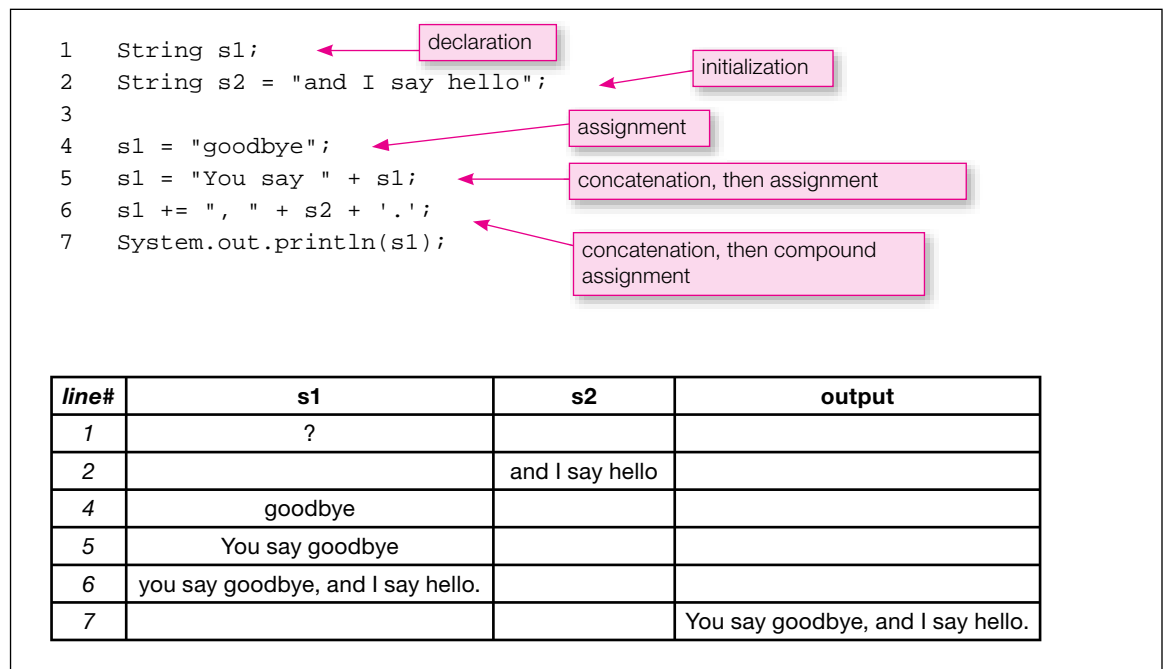 1 String s1;
declaration
2 String s2 = "and I say hello";
initialization
3
4 s1 = "goodbye";
assignment
5 s1 = "You say " + s1;
concatenation, then assignment
6 s1 += ", " + s2 + '.';
7 System.out.println(s1);
concatenation, then compound
assignment
line# s1 s2 output
1 ?
2 and I say hello
4 goodbye
5 You say goodbye
6 you say goodbye, and I say hello.
7 You say goodbye, and I say hello.